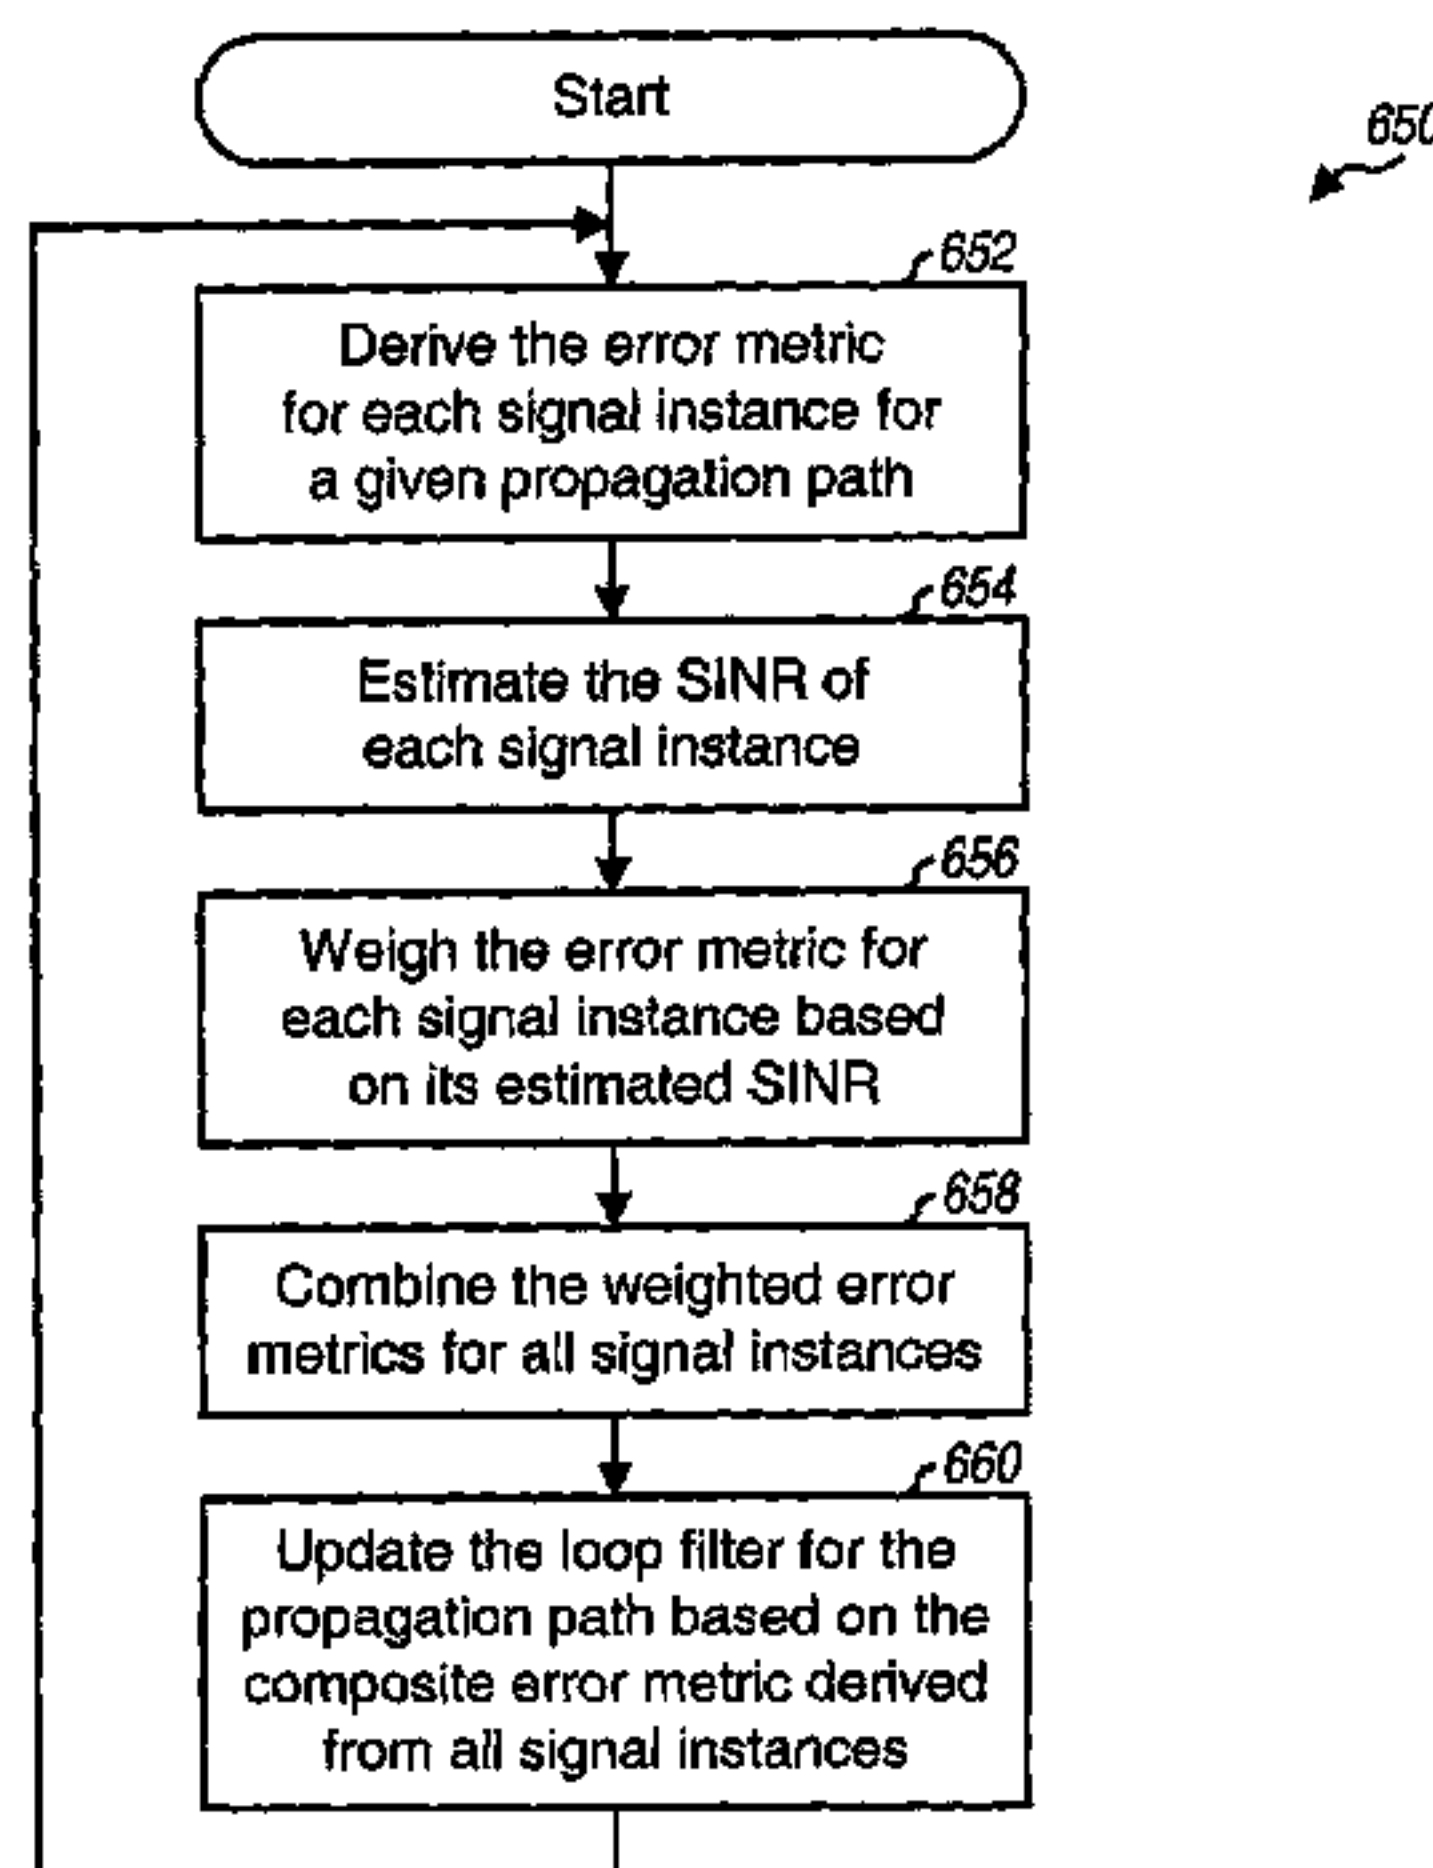 Start
650
652
Derive the error metric
for each signal instance for
a given propagation path
654
Estimate the SINR of
each signal instance
656
Weigh the error metric for
each signal instance based
on its estimated SINR
658
Combine the weighted error
metrics for all signal instances
660
Update the loop filter for the
propagation path based on the
composite error metric derived
from all signal instances